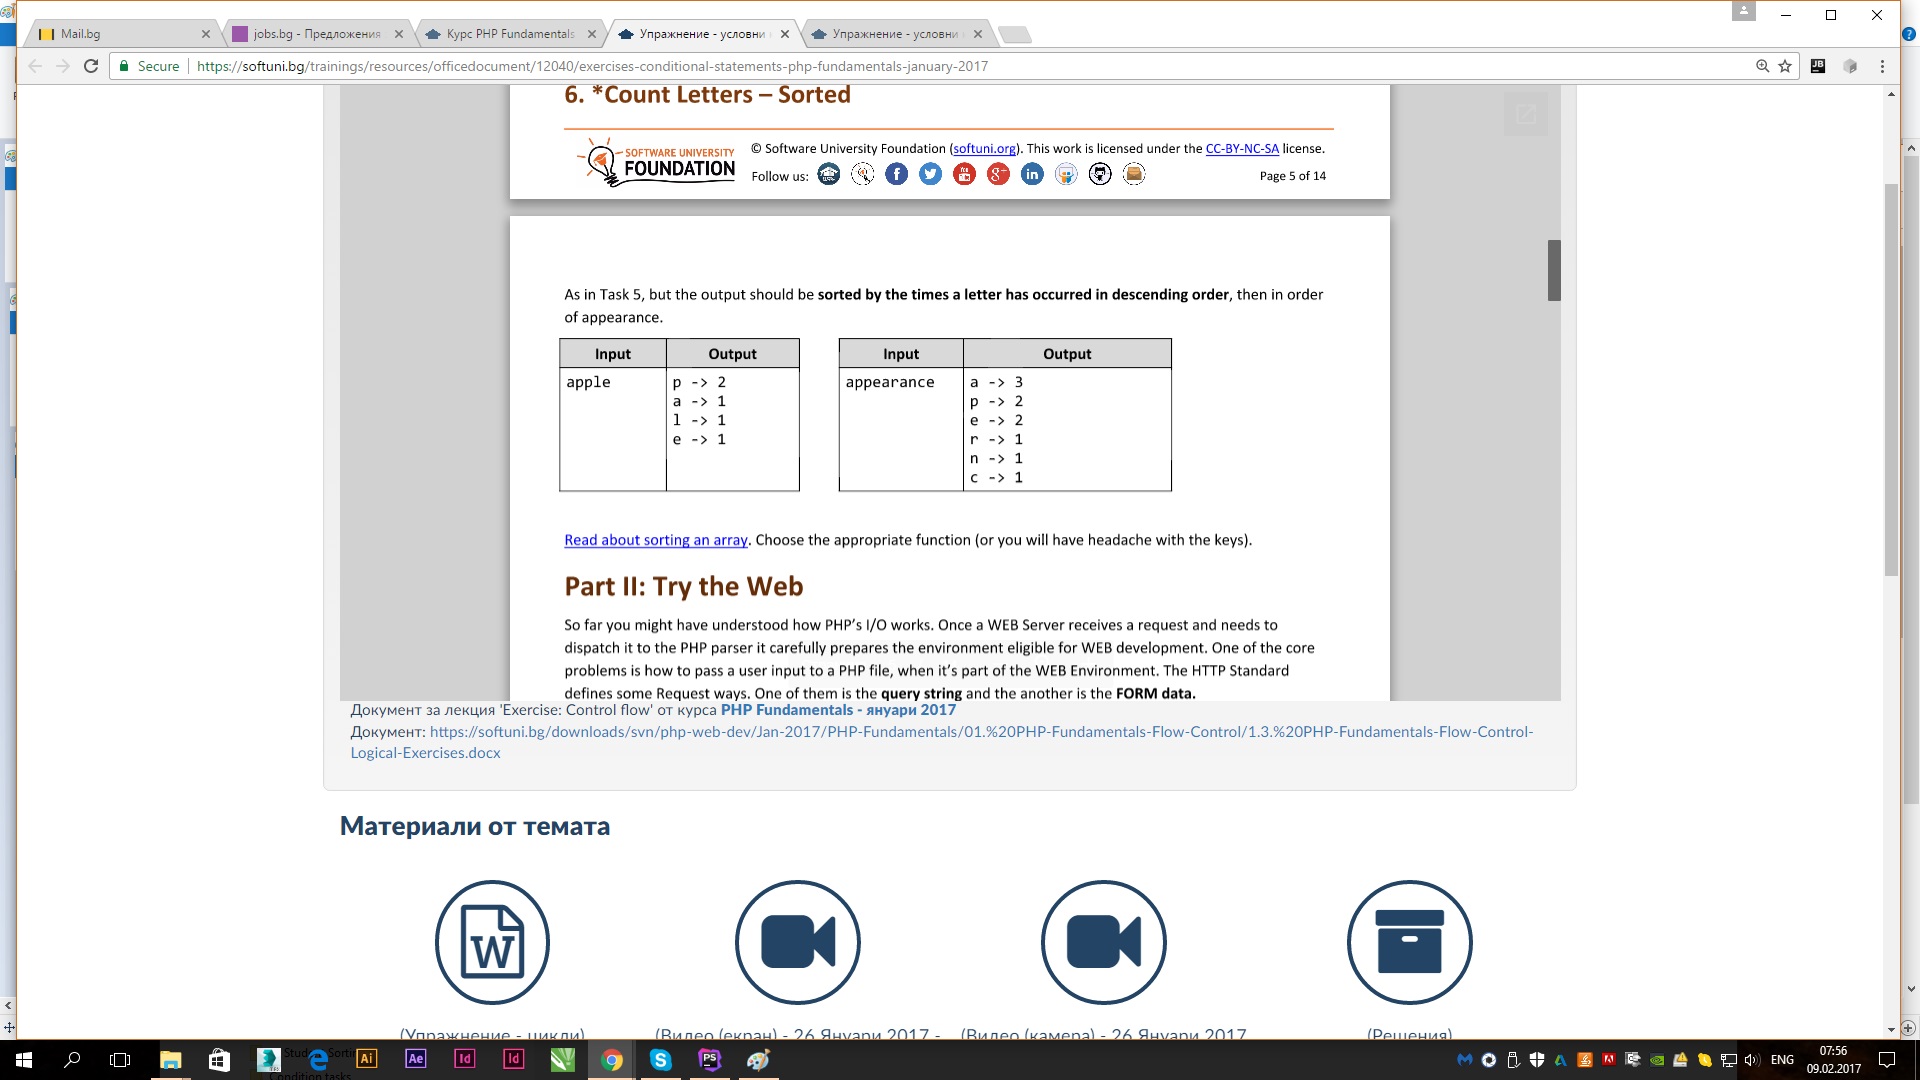 Mail.bg
jobs.bg - Предложения
Курс PHP Fundamentals
Упражнение - условни
Упражнение - условни
Secure
https://softuni.bg/trainings/resources/officedocument/12040/exercises-conditional-statements-php-fundamentals-january-2017
6. *Count Letters – Sorted
SOFTWARE UNIVERSITY
FOUNDATION
© Software University Foundation (softuni.org). This work is licensed under the CC-BY-NC-SA license.
Follow us:
Page 5 of 14
As in Task 5, but the output should be sorted by the times a letter has occurred in descending order, then in order
of appearance.
Input Output Input Output
apple p -> 2 appearance a -> 3
a -> 1 p -> 2
l -> 1 e -> 2
e -> 1 r -> 1
n -> 1
c -> 1
Read about sorting an array. Choose the appropriate function (or you will have headache with the keys).
Part II: Try the Web
So far you might have understood how PHP’s I/O works. Once a WEB Server receives a request and needs to
dispatch it to the PHP parser it carefully prepares the environment eligible for WEB development. One of the core
problems is how to pass a user input to a PHP file, when it’s part of the WEB Environment. The HTTP Standard
defines some Request ways. One of them is the query string and the another is the FORM data.
Документ за лекция 'Exercise: Control flow' от курса PHP Fundamentals - януари 2017
Документ: https://softuni.bg/downloads/svn/php-web-dev/Jan-2017/PHP-Fundamentals/01.%20PHP-Fundamentals-Flow-Control/1.3.%20PHP-Fundamentals-Flow-Control-
Logical-Exercises.docx
Материали от темата
W
(Упражнение - цикли)
(Видео (екран) - 26 Януари 2017 -
(Видео (камера) - 26 Януари 2017
(Решения)
Ai Ae Id Id PS
ENG
07:56
09.02.2017